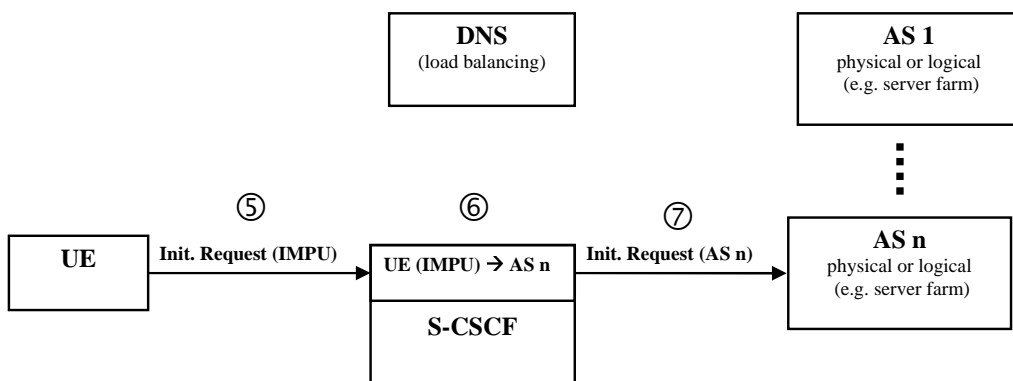 DNS
(load balancing)
AS 1
physical or logical
(e.g. server farm)
⑤
⑥
⑦
UE
Init. Request (IMPU)
UE (IMPU) → AS n
S-CSCF
Init. Request (AS n)
AS n
physical or logical
(e.g. server farm)